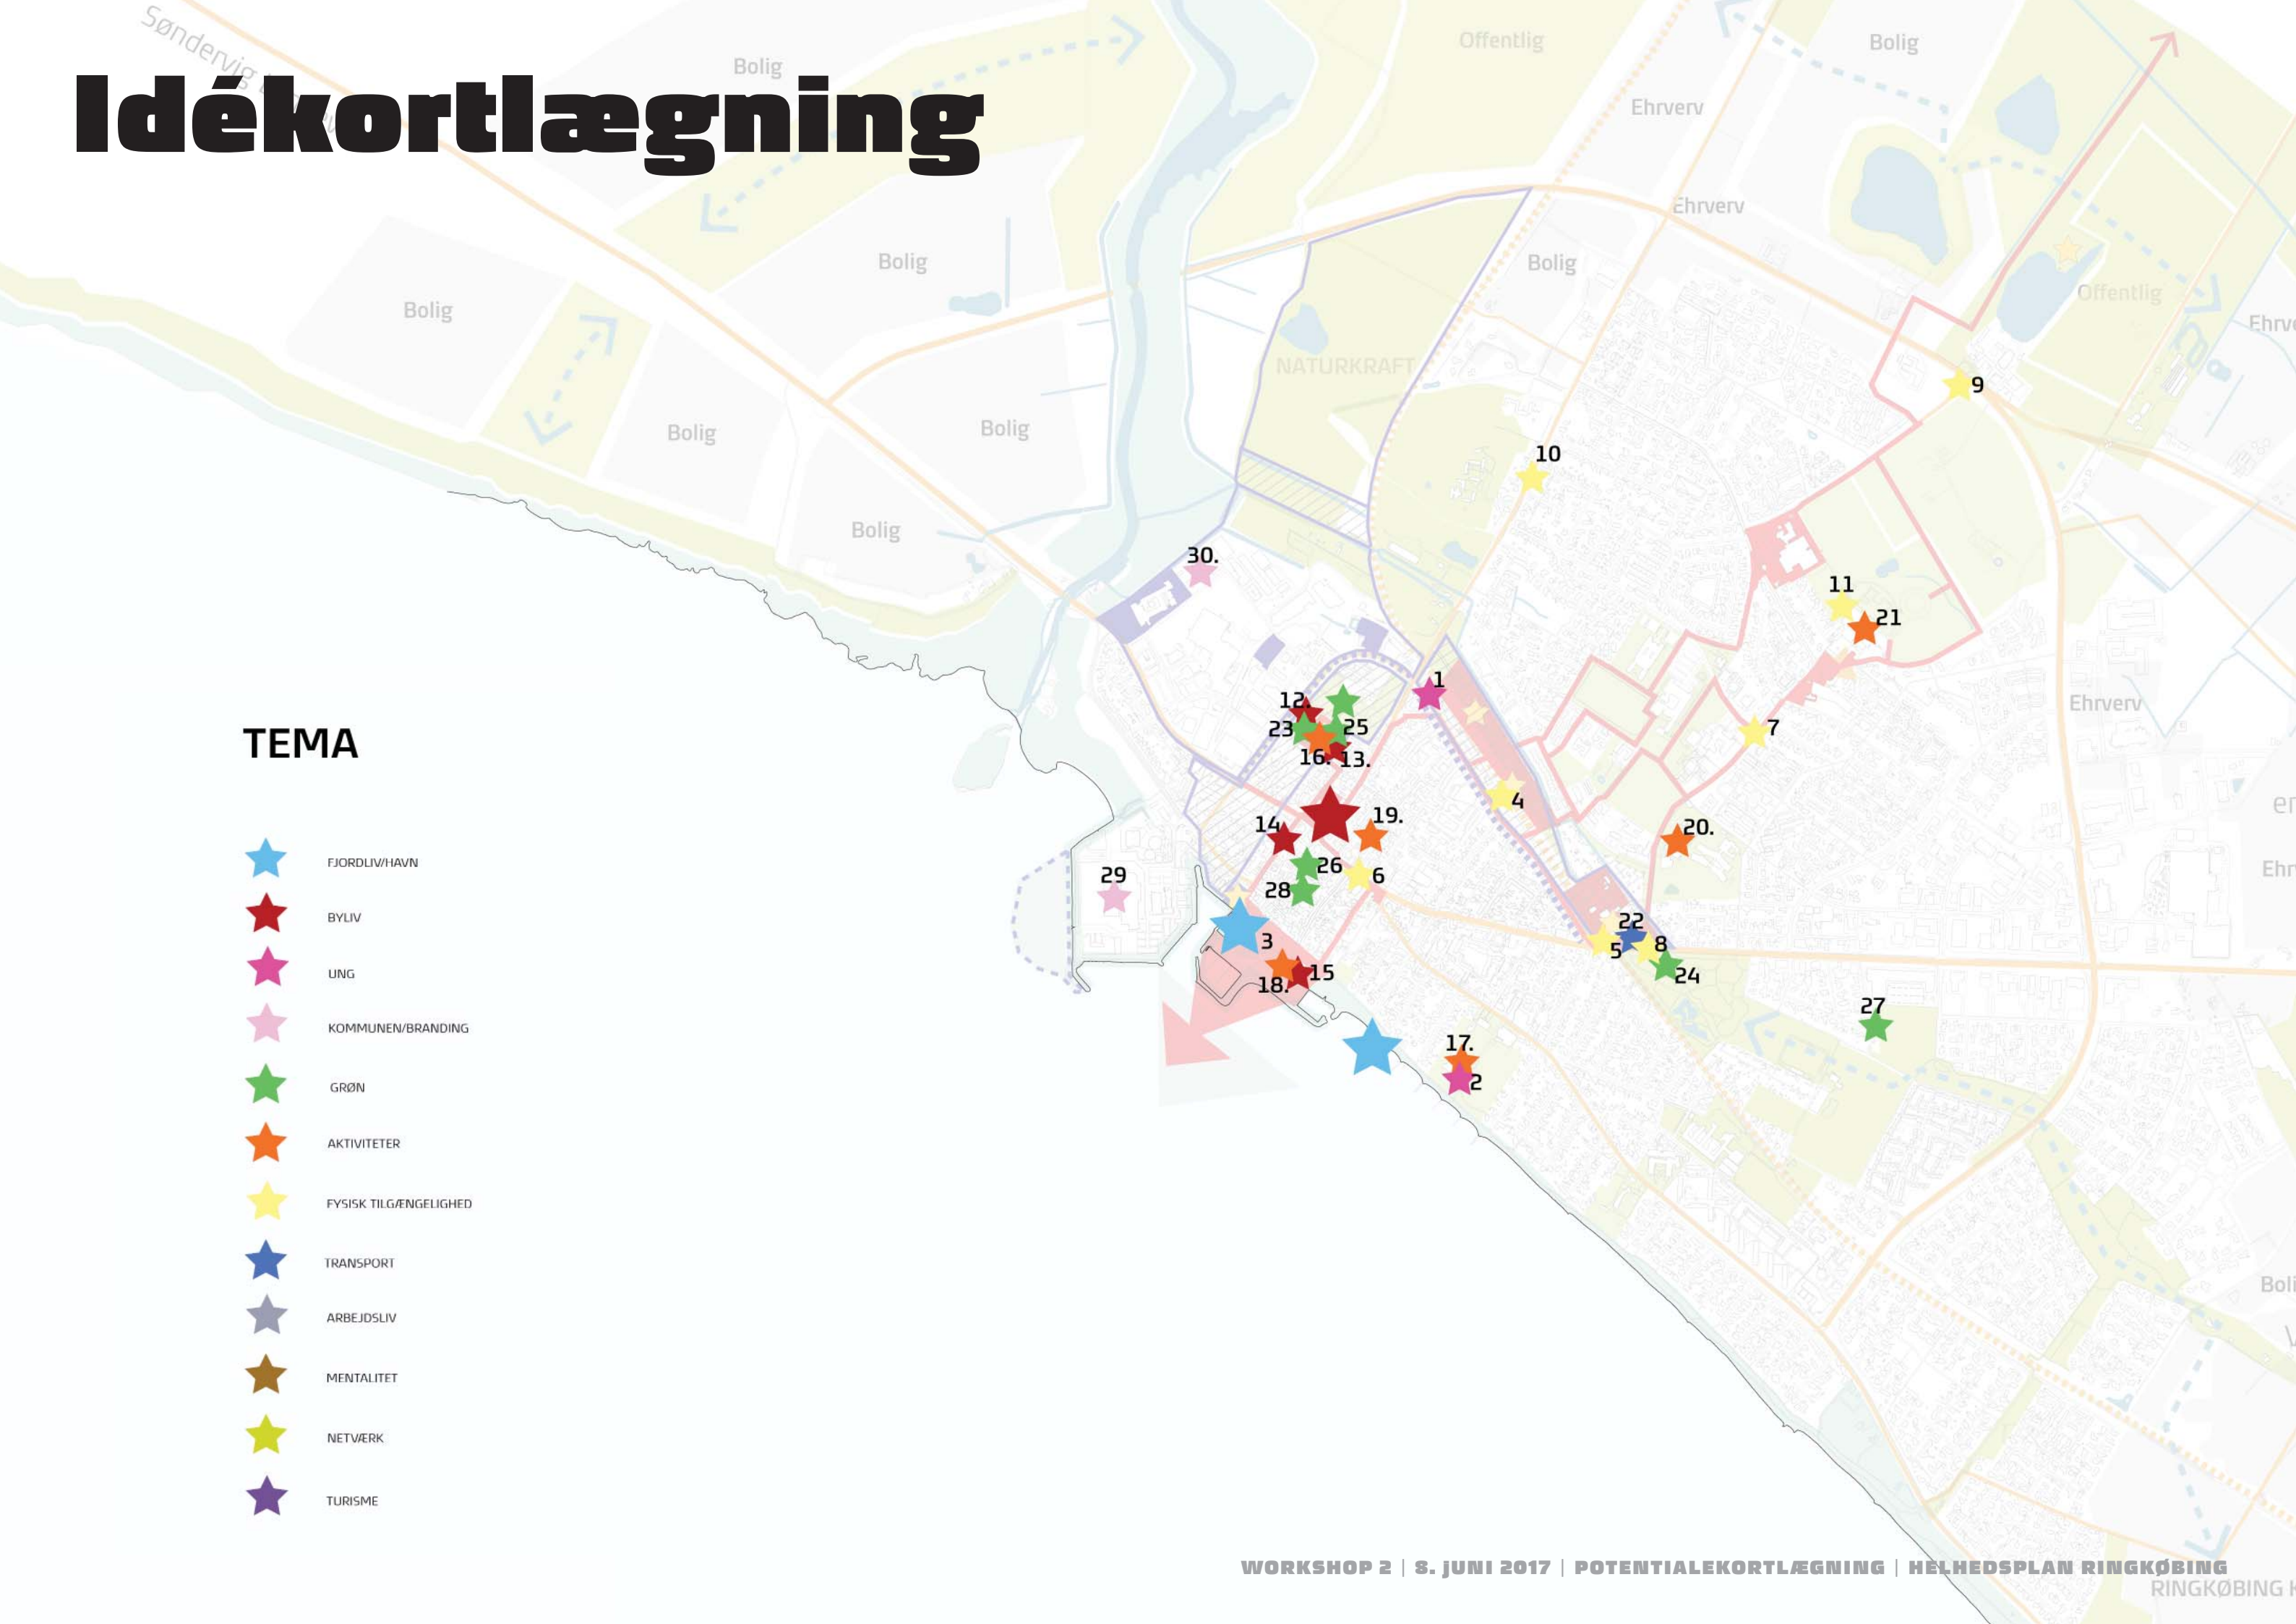 Idékortlægning
Søndervig
Bolig
Offentlig
Bolig
Ehrverv
Ehrverv
Bolig
Bolig
Offentlig
Bolig
Ehrv
NATURKRAFT
9
Bolig
Bolig
10
Bolig
30.
11
21
1
12.
Ehrverv
23
25
7
16.
13.
TEMA
4
19.
14
20.
FJORDLIV/HAVN
26
6
Ehr
29
28
BYLIV
22
3
5
8
UNG
15
24
18.
27
KOMMUNEN/BRANDING
17.
2
GRØN
AKTIVITETER
FYSISK TILGÆNGELIGHED
TRANSPORT
Boli
ARBEJDSLIV
MENTALITET
NETVÆRK
TURISME
WORKSHOP 2 | 8. JUNI 2017 | POTENTIALEKORTLÆGNING | HELHEDSPLAN RINGKØBING
RINGKØBING K